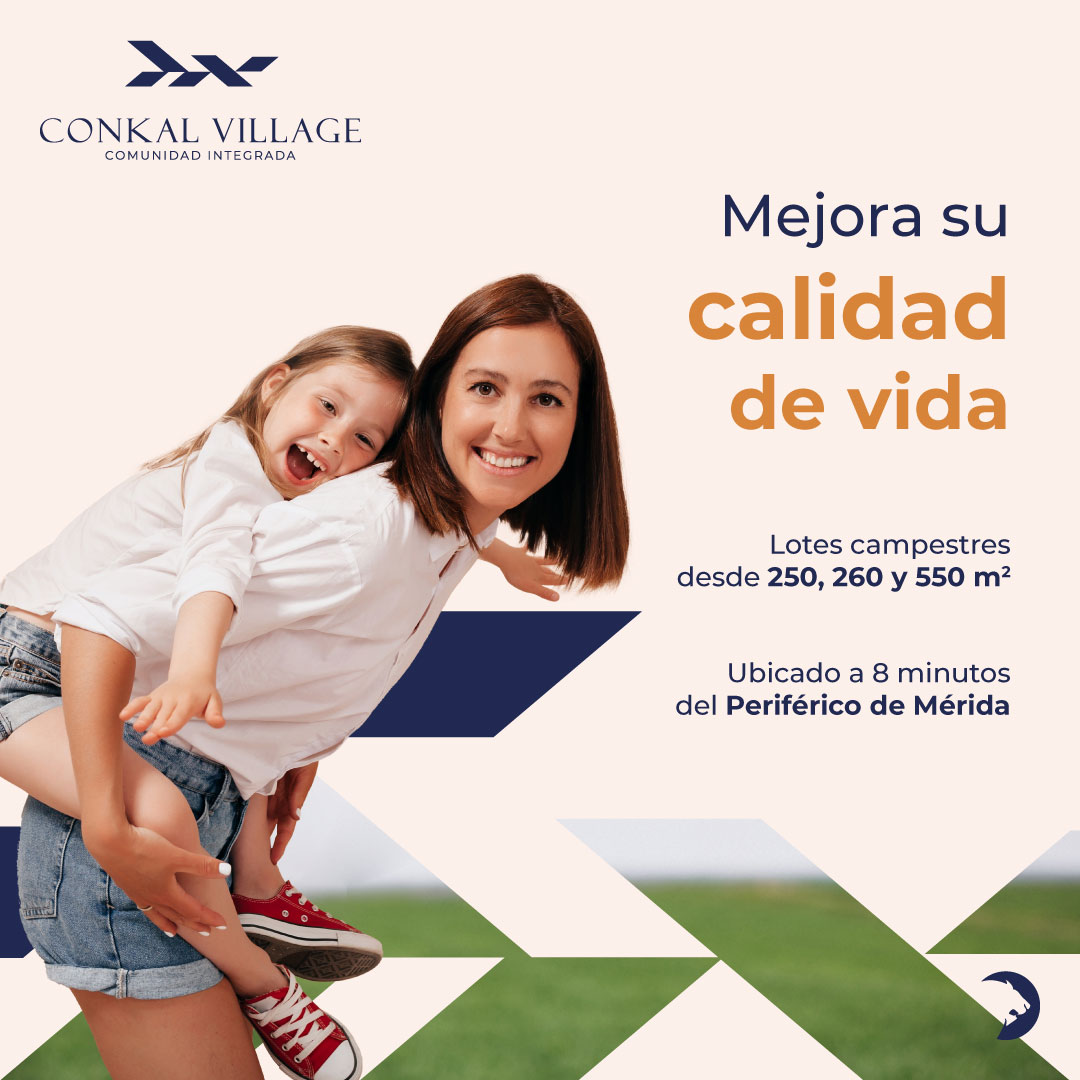 CONKAL VILLAGE
COMUNIDAD INTEGRADA
Mejora su
calidad
de vida
Lotes campestres
desde 250, 260 y 550 m²
Ubicado a 8 minutos
del Periférico de Mérida